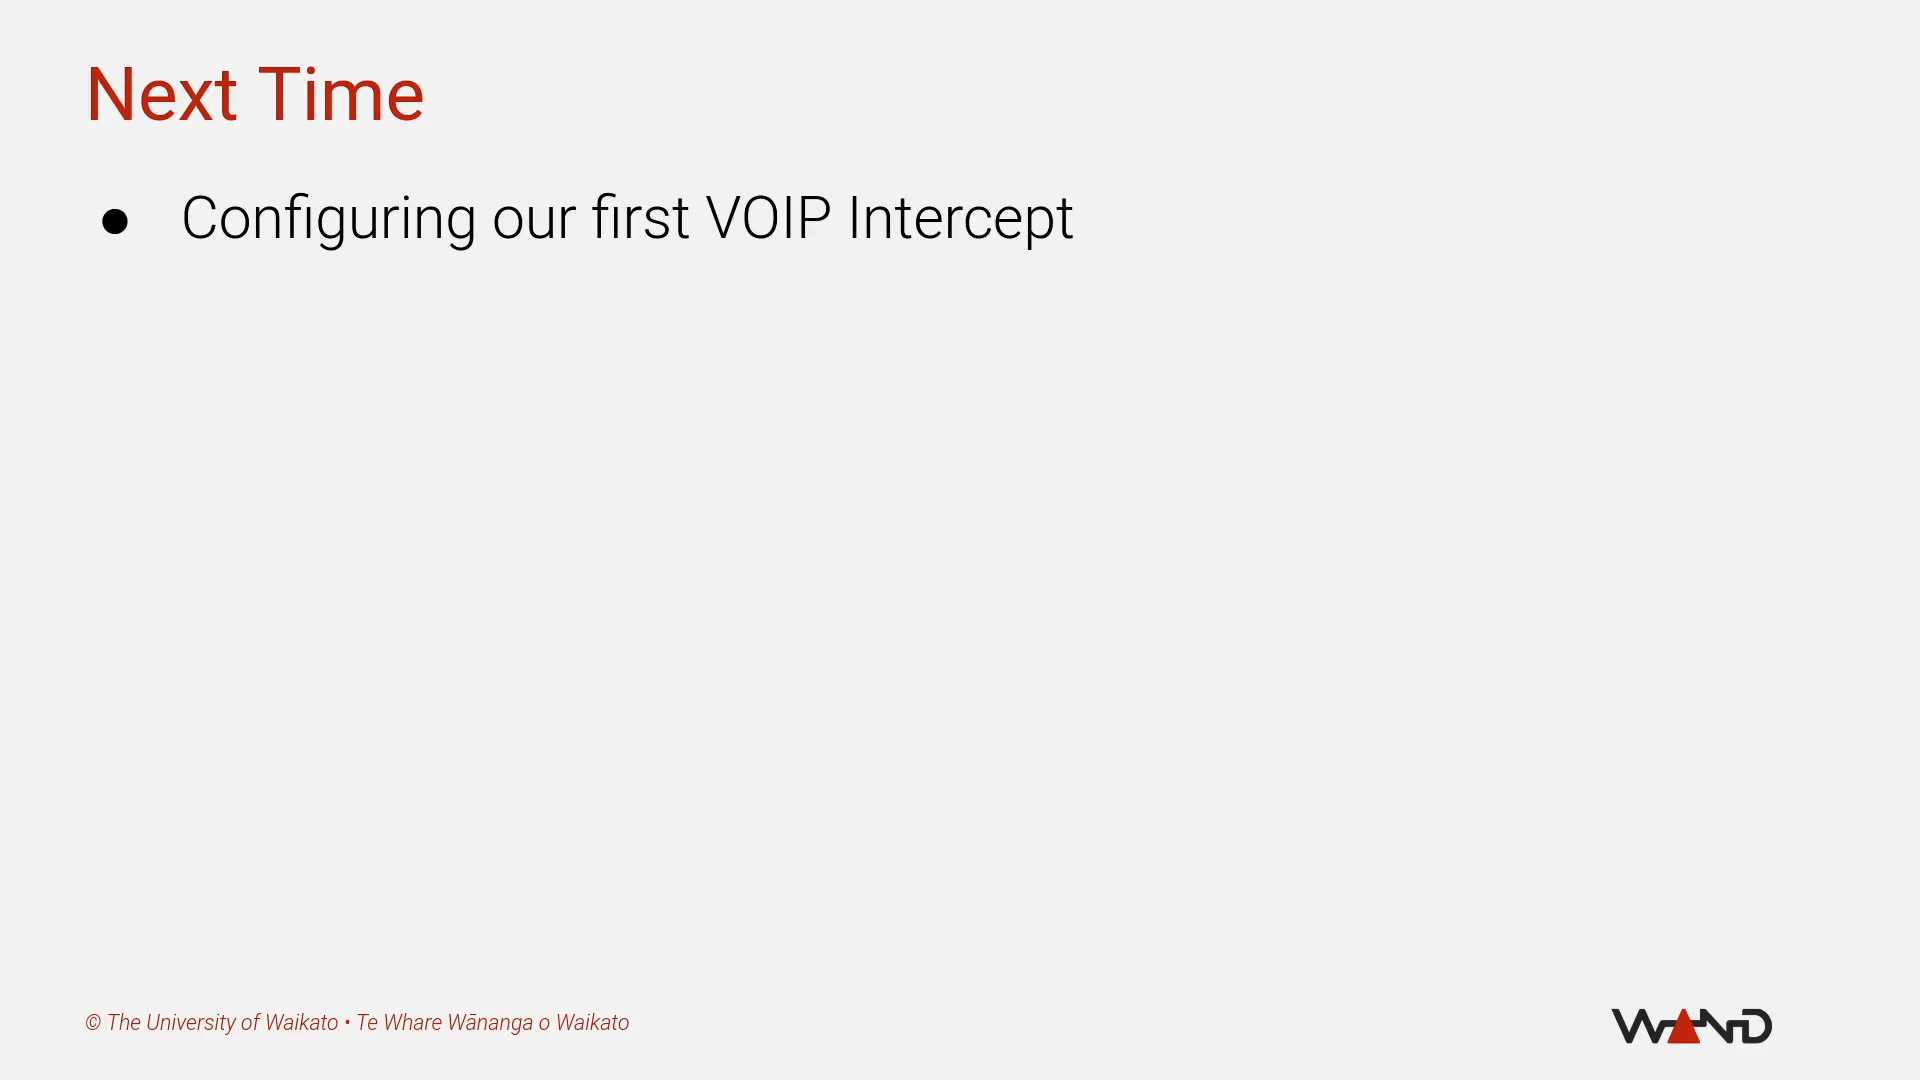 Next Time
● Configuring our first VOIP Intercept
© The University of Waikato • Te Whare Wānanga o Waikato
WAND